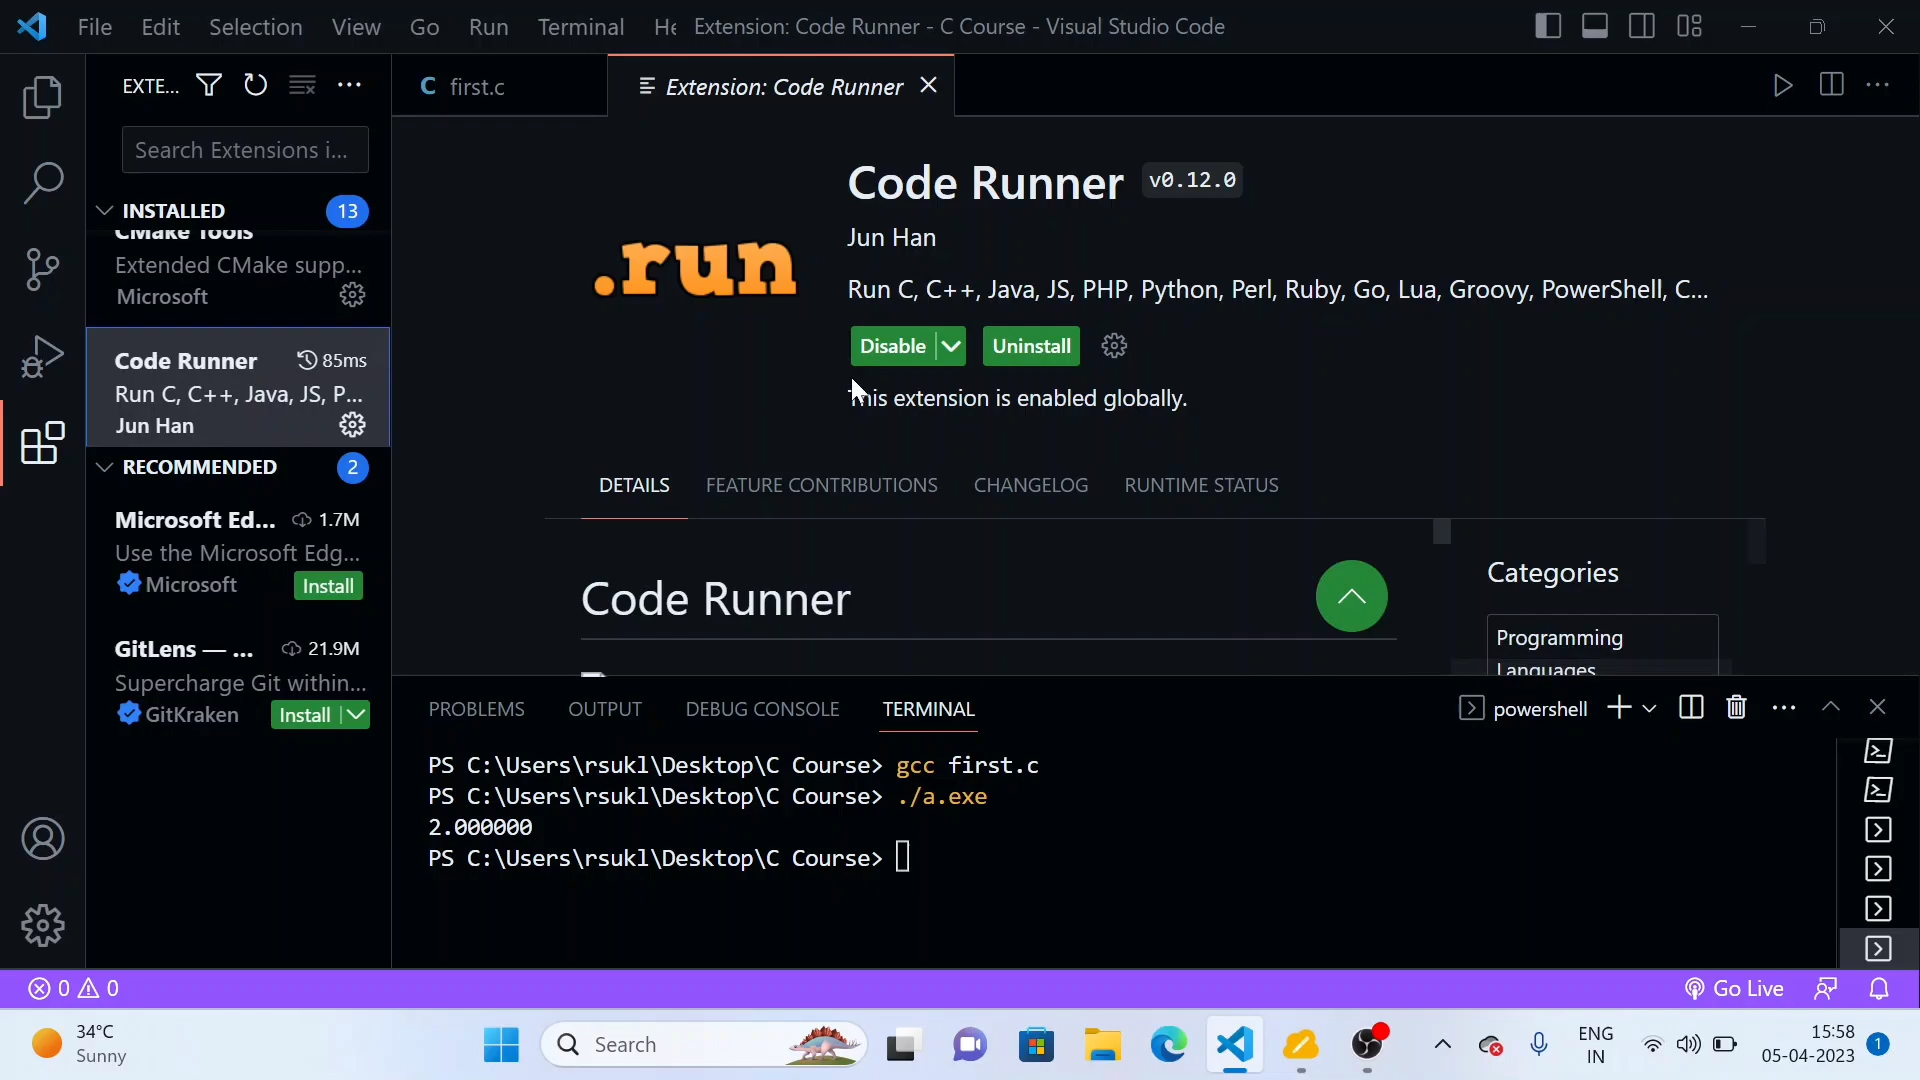 File Edit Selection View Go Run Terminal He Extension: Code Runner - C Course - Visual Studio Code
EXTE...
C first.c
Extension: Code Runner
Search Extensions i...
INSTALLED 13
CMake Tools
Extended CMake supp...
Microsoft
Code Runner 85ms
Run C, C++, Java, JS, P...
Jun Han
RECOMMENDED 2
Microsoft Ed... 1.7M
Use the Microsoft Edg...
Microsoft Install
GitLens — ... 21.9M
Supercharge Git within...
GitKraken Install
.run
Code Runner v0.12.0
Jun Han
Run C, C++, Java, JS, PHP, Python, Perl, Ruby, Go, Lua, Groovy, PowerShell, C...
Disable Uninstall
This extension is enabled globally.
DETAILS FEATURE CONTRIBUTIONS CHANGELOG RUNTIME STATUS
Code Runner
Categories
Programming
Languages
PROBLEMS OUTPUT DEBUG CONSOLE TERMINAL powershell
PS C:\Users\rsukl\Desktop\C Course> gcc first.c
PS C:\Users\rsukl\Desktop\C Course> ./a.exe
2.000000
PS C:\Users\rsukl\Desktop\C Course>
0 0 Go Live
34°C
Sunny
Search
ENG
IN
15:58
05-04-2023
1